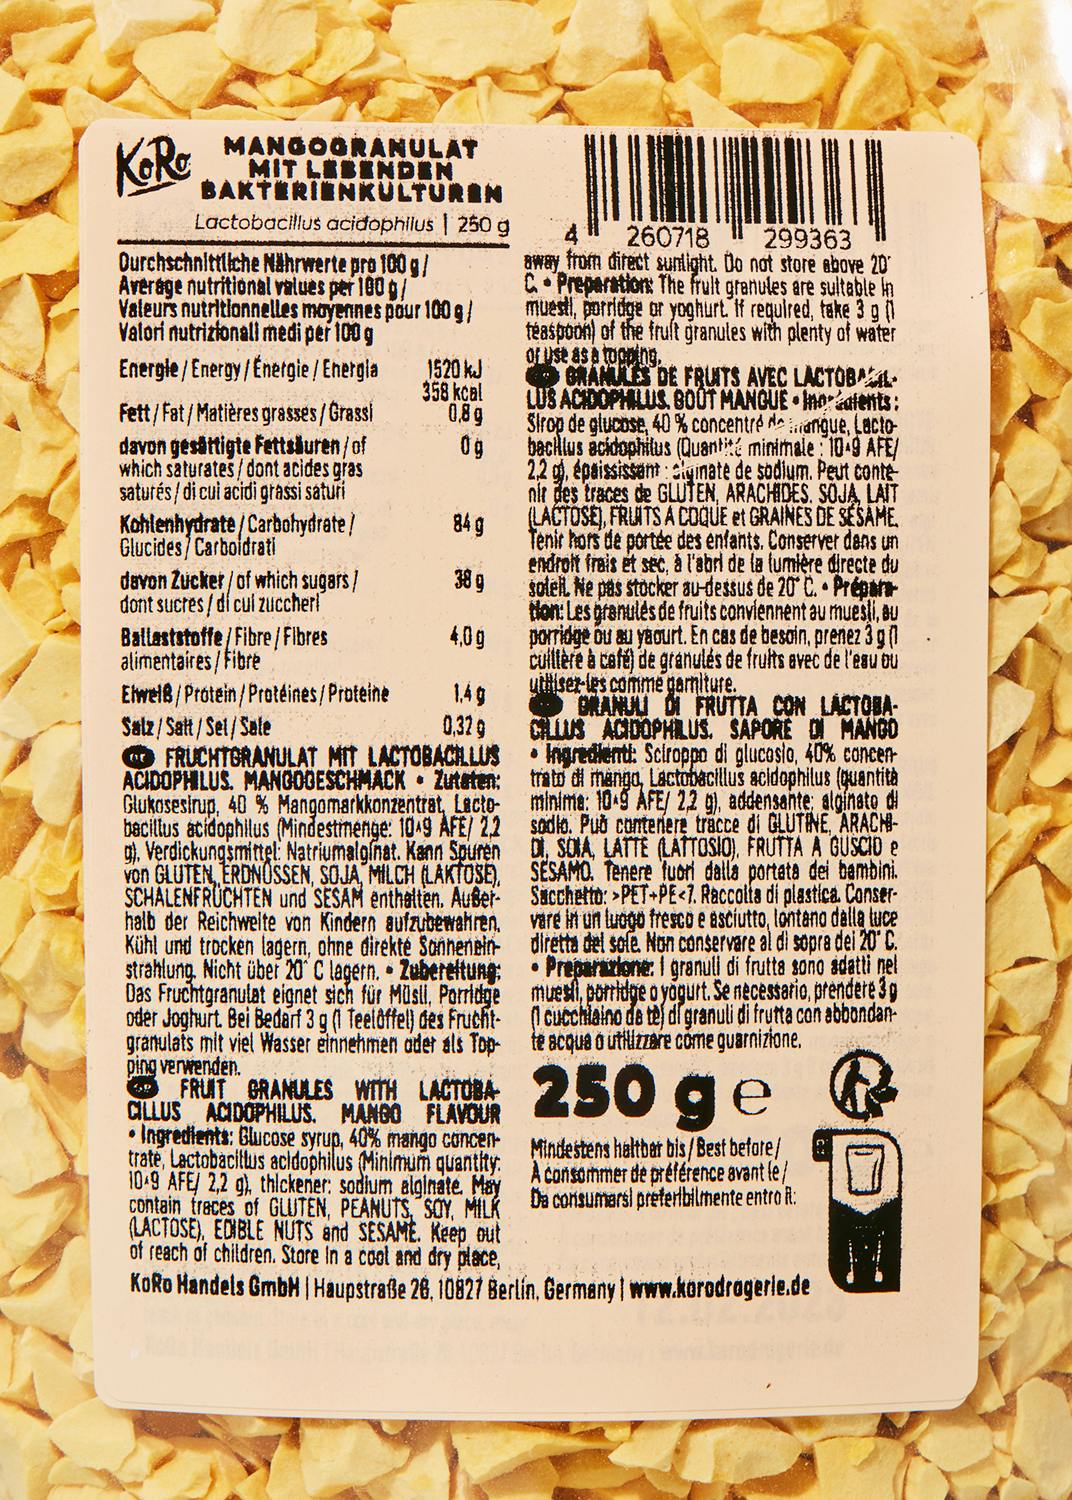 KoRo
MANGOGRANULAT
MIT LEBENDEN
BAKTERIENKULTUREN
Lactobacillus acidophilus | 250 g
Durchschnittliche Nährwerte pro 100 g /
Average nutritional values per 100 g /
Valeurs nutritionnelles moyennes pour 100 g /
Valori nutrizionali medi per 100 g
Energie / Energy / Énergie / Energia 1520 kJ
358 kcal
Fett / Fat / Matières grasses / Grassi 0,8 g
davon gesättigte Fettsäuren / of 0 g
which saturates / dont acides gras
saturés / di cui acidi grassi saturi
Kohlenhydrate / Carbohydrate / 84 g
Glucides / Carboidrati
davon Zucker / of which sugars / 38 g
dont sucres / di cui zuccheri
Ballaststoffe / Fibre / Fibres 4,0 g
alimentaires / Fibre
Eiweiß / Protein / Protéines / Proteine 1,4 g
Salz / Salt / Sel / Sale 0,32 g
DE FRUCHTGRANULAT MIT LACTOBACILLUS
ACIDOPHILUS. MANGOGESCHMACK • Zutaten:
Glukosesirup, 40 % Mangomarkkonzentrat, Lacto-
bacillus acidophilus (Mindestmenge: 10^9 AFE/ 2,2
g), Verdickungsmittel: Natriumalginat. Kann Spuren
von GLUTEN, ERDNÜSSEN, SOJA, MILCH (LAKTOSE),
SCHALENFRÜCHTEN und SESAM enthalten. Außer-
halb der Reichweite von Kindern aufzubewahren.
Kühl und trocken lagern, ohne direkte Sonnenein-
strahlung. Nicht über 20° C lagern. • Zubereitung:
Das Fruchtgranulat eignet sich für Müsli, Porridge
oder Joghurt. Bei Bedarf 3 g (1 Teelöffel) des Frucht-
granulats mit viel Wasser einnehmen oder als Top-
ping verwenden.
FRUIT GRANULES WITH LACTOBA-
CILLUS ACIDOPHILUS. MANGO FLAVOUR
• Ingredients: Glucose syrup, 40% mango concen-
trate, Lactobacillus acidophilus (Minimum quantity:
10^9 AFE/ 2,2 g), thickener: sodium alginate. May
contain traces of GLUTEN, PEANUTS, SOY, MILK
(LACTOSE), EDIBLE NUTS and SESAME. Keep out
of reach of children. Store in a cool and dry place,
4 260718 299363
away from direct sunlight. Do not store above 20°
C. • Preparation: The fruit granules are suitable in
muesli, porridge or yoghurt. If required, take 3 g (1
teaspoon) of the fruit granules with plenty of water
or use as a topping.
GRANULÉS DE FRUITS AVEC LACTOBACIL-
LUS ACIDOPHILUS. GOÛT MANGUE • Ingrédients :
Sirop de glucose, 40 % concentré de mangue, Lacto-
bacillus acidophilus (Quantité minimale : 10^9 AFE/
2,2 g), épaississant : alginate de sodium. Peut conte-
nir des traces de GLUTEN, ARACHIDES, SOJA, LAIT
(LACTOSE), FRUITS A COQUE et GRAINES DE SÉSAME.
Tenir hors de portée des enfants. Conserver dans un
endroit frais et sec, à l'abri de la lumière directe du
soleil. Ne pas stocker au-dessus de 20° C. • Prépara-
tion: Les granulés de fruits conviennent au muesli, au
porridge ou au yaourt. En cas de besoin, prenez 3 g (1
cuillère à café) de granulés de fruits avec de l'eau ou
utilisez-les comme garniture.
GRANULI DI FRUTTA CON LACTOBA-
CILLUS ACIDOPHILUS. SAPORE DI MANGO
• Ingredienti: Sciroppo di glucosio, 40% concen-
trato di mango, Lactobacillus acidophilus (quantità
minima: 10^9 AFE/ 2,2 g), addensante: alginato di
sodio. Può contenere tracce di GLUTINE, ARACHI-
DI, SOIA, LATTE (LATTOSIO), FRUTTA A GUSCIO e
SESAMO. Tenere fuori dalla portata dei bambini.
Sacchetto: >PET+PE<7. Raccolta di plastica. Conser-
vare in un luogo fresco e asciutto, lontano dalla luce
diretta del sole. Non conservare al di sopra dei 20° C.
• Preparazione: I granuli di frutta sono adatti nel
muesli, porridge o yogurt. Se necessario, prendere 3 g
(1 cucchiaino da tè) di granuli di frutta con abbondan-
te acqua o utilizzare come guarnizione.
250 g e
Mindestens haltbar bis / Best before /
À consommer de préférence avant le /
Da consumarsi preferibilmente entro il:
KoRo Handels GmbH | Haupstraße 26, 10827 Berlin, Germany | www.korodrogerie.de